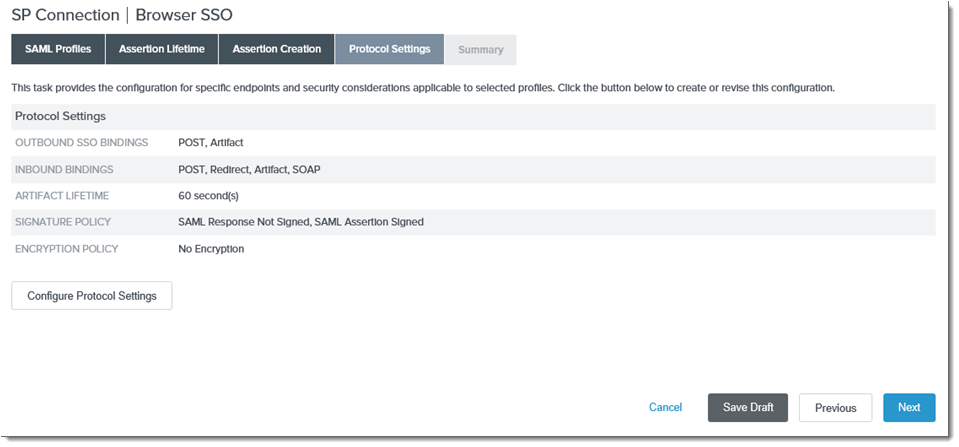 SP Connection | Browser SSO
SAML Profiles Assertion Lifetime Assertion Creation Protocol Settings Summary
This task provides the configuration for specific endpoints and security considerations applicable to selected profiles. Click the button below to create or revise this configuration.
Protocol Settings
OUTBOUND SSO BINDINGS POST, Artifact
INBOUND BINDINGS POST, Redirect, Artifact, SOAP
ARTIFACT LIFETIME 60 second(s)
SIGNATURE POLICY SAML Response Not Signed, SAML Assertion Signed
ENCRYPTION POLICY No Encryption
Configure Protocol Settings
Cancel Save Draft Previous Next